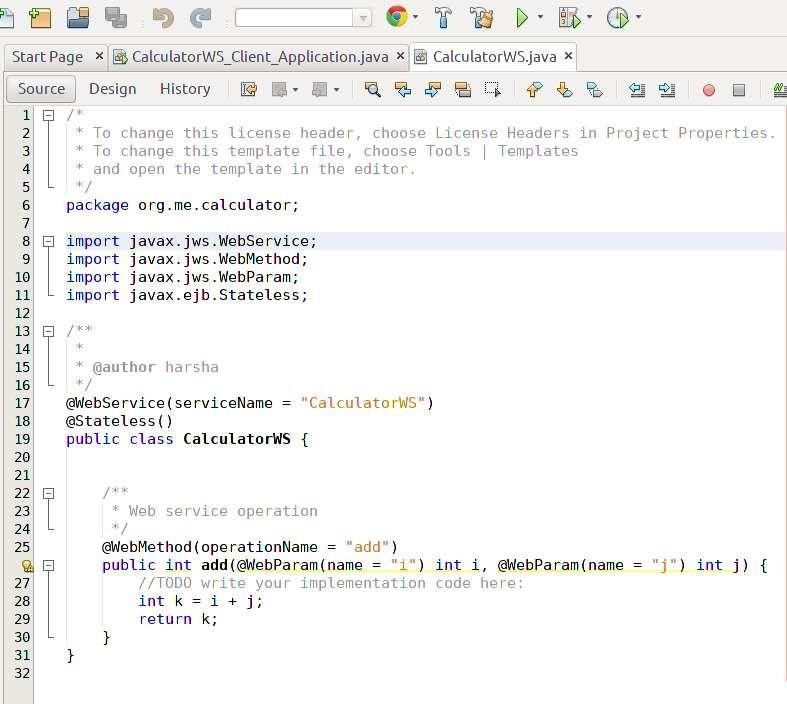 Start Page × CalculatorWS_Client_Application.java × CalculatorWS.java ×
Source Design History
1 /*
2 * To change this license header, choose License Headers in Project Properties.
3 * To change this template file, choose Tools | Templates
4 * and open the template in the editor.
5 */
6 package org.me.calculator;
7
8 import javax.jws.WebService;
9 import javax.jws.WebMethod;
10 import javax.jws.WebParam;
11 import javax.ejb.Stateless;
12
13 /**
14 *
15 * @author harsha
16 */
17 @WebService(serviceName = "CalculatorWS")
18 @Stateless()
19 public class CalculatorWS {
20
21
22 /**
23 * Web service operation
24 */
25 @WebMethod(operationName = "add")
public int add(@WebParam(name = "i") int i, @WebParam(name = "j") int j) {
27 //TODO write your implementation code here:
28 int k = i + j;
29 return k;
30 }
31 }
32